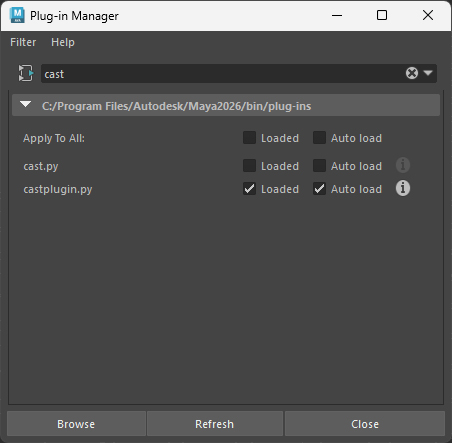 Plug-in Manager
Filter Help
cast
C:/Program Files/Autodesk/Maya2026/bin/plug-ins
Apply To All: Loaded Auto load
cast.py Loaded Auto load
castplugin.py Loaded Auto load
Browse Refresh Close